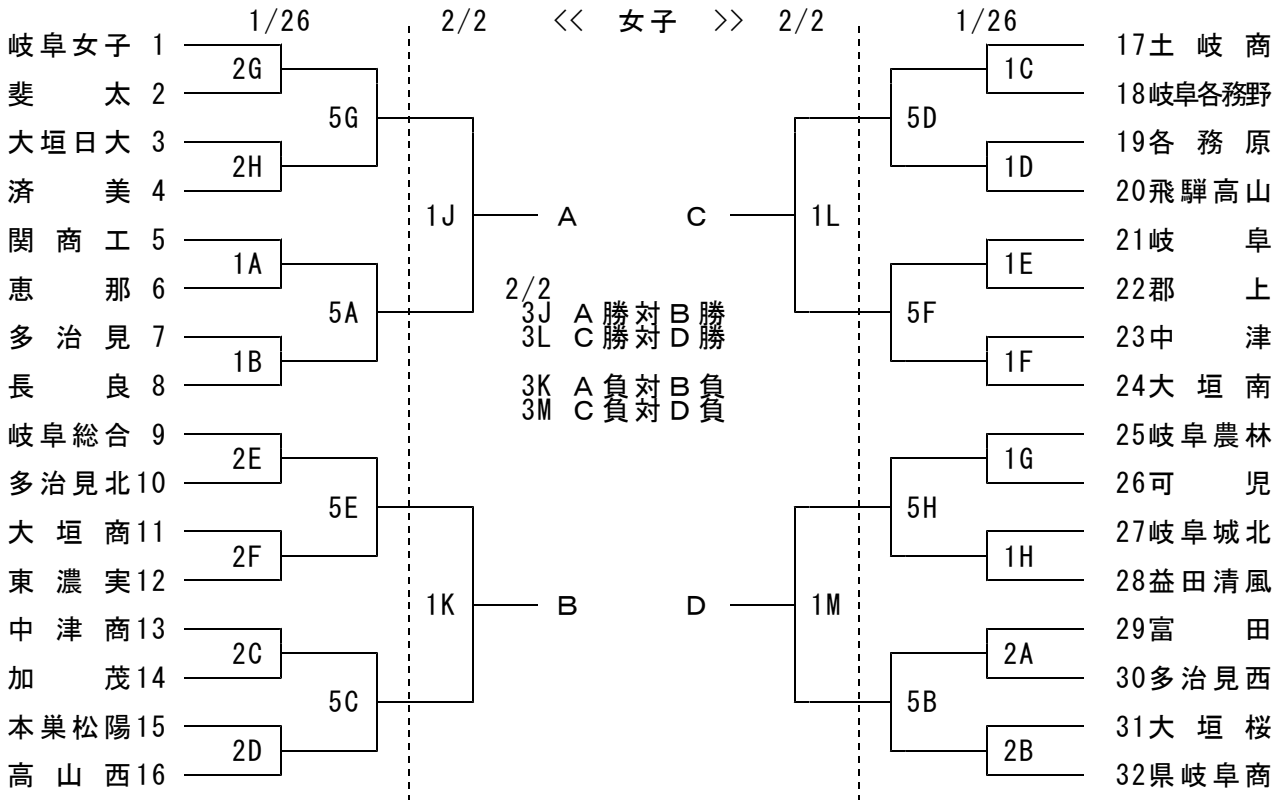 1/26 2/2 << 女子 >> 2/2 1/26
岐阜女子 1
2G
斐太 2
5G
大垣日大 3
2H
済美 4
1J A
関商工 5
1A
恵那 6
5A
多治見 7
1B
長良 8
岐阜総合 9
2E
多治見北10
5E
大垣商11
2F
東濃実12
1K B
中津商13
2C
加茂14
5C
本巣松陽15
2D
高山西16
2/2
3J A勝対B勝
3L C勝対D勝
3K A負対B負
3M C負対D負
17土岐商
1C
18岐阜各務野
5D
19各務原
1D
20飛騨高山
C 1L
21岐阜
1E
22郡上
5F
23中津
1F
24大垣南
25岐阜農林
1G
26可児
5H
27岐阜城北
1H
28益田清風
D 1M
29富田
2A
30多治見西
5B
31大垣桜
2B
32県岐阜商